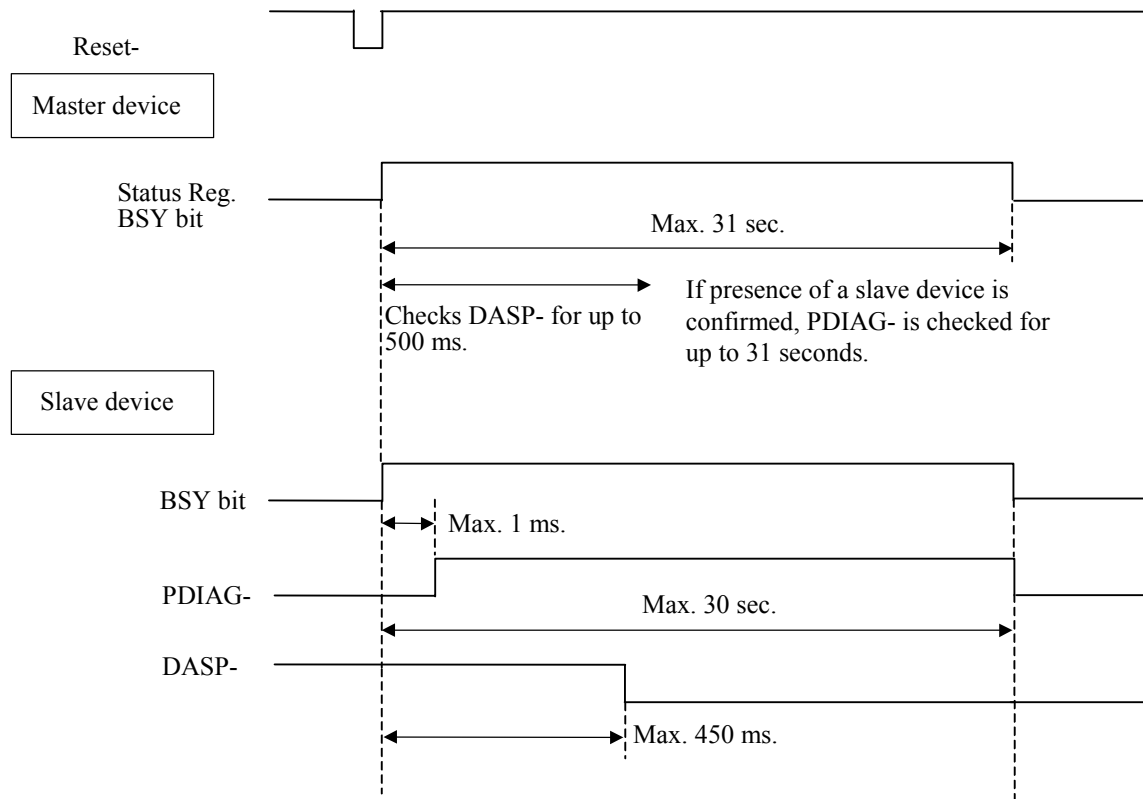 Reset-
Master device
Status Reg.
BSY bit
Max. 31 sec.
Checks DASP- for up to
500 ms.
If presence of a slave device is
confirmed, PDIAG- is checked for
up to 31 seconds.
Slave device
BSY bit
Max. 1 ms.
PDIAG-
Max. 30 sec.
DASP-
Max. 450 ms.